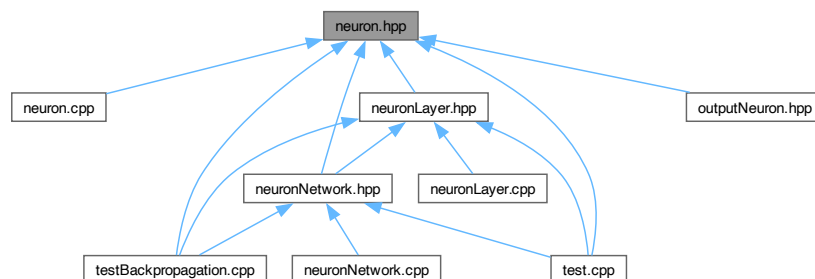 neuron.hpp
neuron.cpp
neuronLayer.hpp
outputNeuron.hpp
neuronNetwork.hpp
neuronLayer.cpp
testBackpropagation.cpp
neuronNetwork.cpp
test.cpp